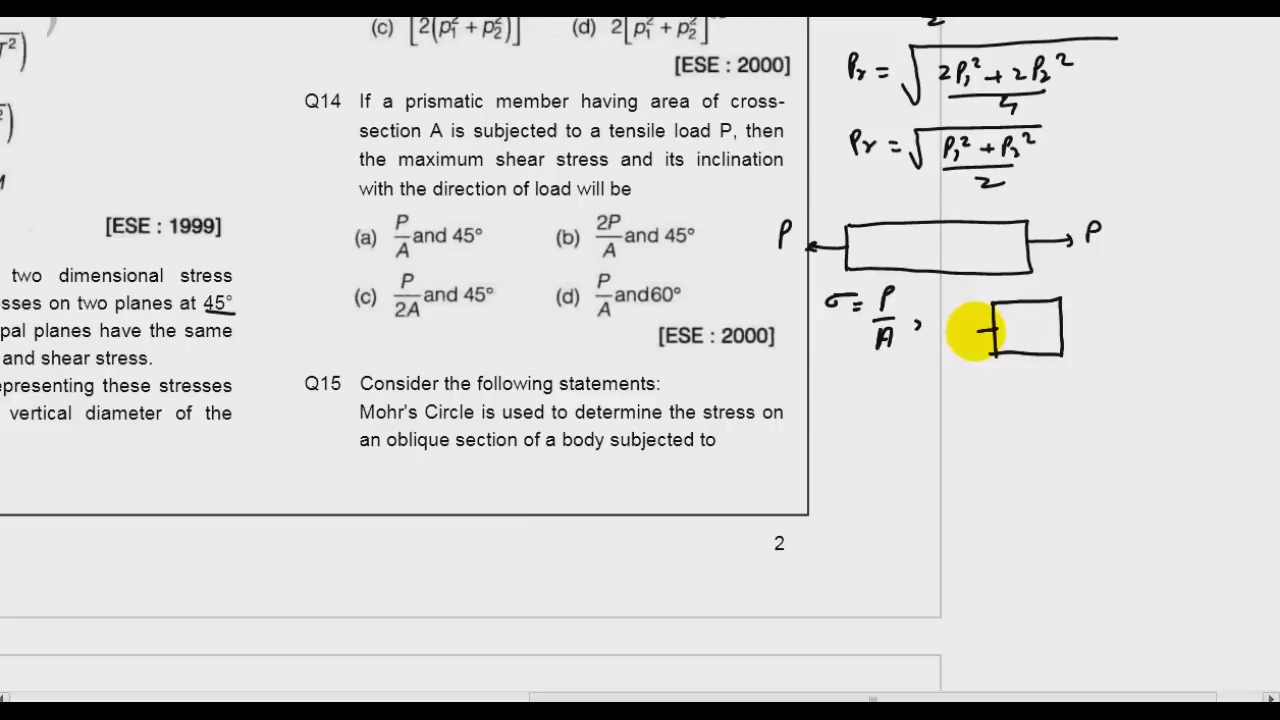 T²)
²)
M
[ESE : 1999]
two dimensional stress
sses on two planes at 45°
pal planes have the same
and shear stress.
epresenting these stresses
vertical diameter of the
(c) [2(p₁² + p₂²)] (d) 2[p₁² + p₂²]
[ESE : 2000]
Q14 If a prismatic member having area of cross-
section A is subjected to a tensile load P, then
the maximum shear stress and its inclination
with the direction of load will be
(a) P/A and 45° (b) 2P/A and 45°
(c) P/2A and 45° (d) P/A and60°
[ESE : 2000]
Q15 Consider the following statements:
Mohr's Circle is used to determine the stress on
an oblique section of a body subjected to
2
2
Pr = √(2P₁² + 2P₂²)/4
Pr = √(P₁² + P₂²)/2
P P
σ = P/A ,